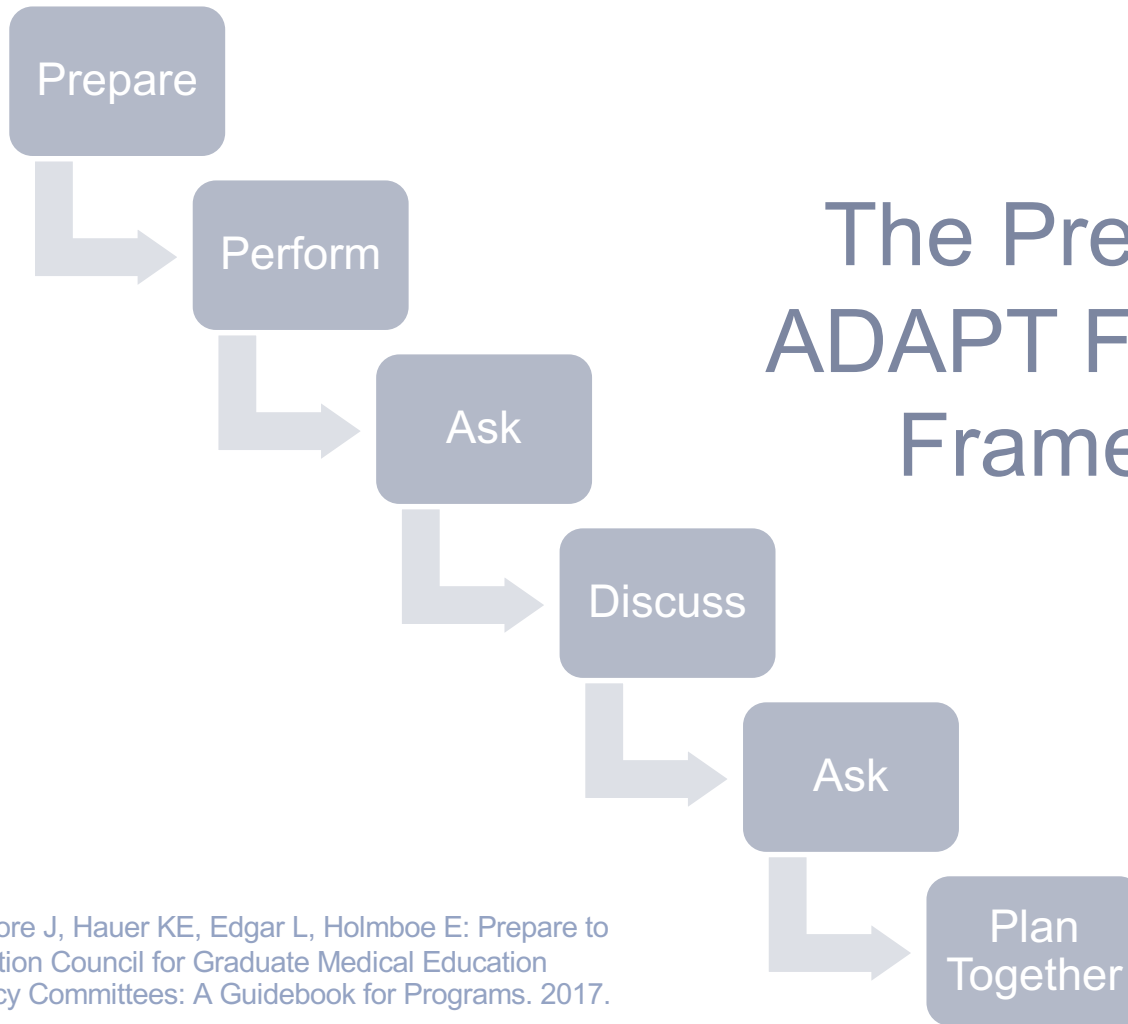 Prepare
Perform
The Pre
ADAPT F
Frame
Ask
Discuss
Ask
Plan
Together
ore J, Hauer KE, Edgar L, Holmboe E: Prepare to
tion Council for Graduate Medical Education
cy Committees: A Guidebook for Programs. 2017.